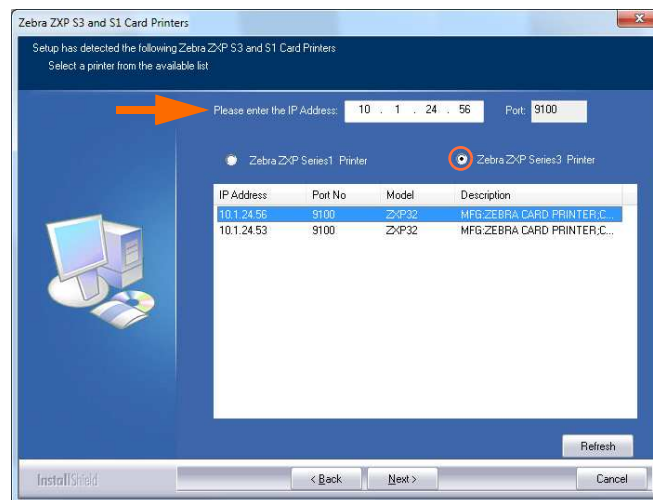 Zebra ZXP S3 and S1 Card Printers
Setup has detected the following Zebra ZXP S3 and S1 Card Printers
Select a printer from the available list
Please enter the IP Address: 10 . 1 . 24 . 56 Port: 9100
Zebra ZXP Series1 Printer Zebra ZXP Series3 Printer
IP Address Port No Model Description
10.1.24.56 9100 ZXP32 MFG:ZEBRA CARD PRINTER;C...
10.1.24.53 9100 ZXP32 MFG:ZEBRA CARD PRINTER;C...
Refresh
InstallShield < Back Next > Cancel